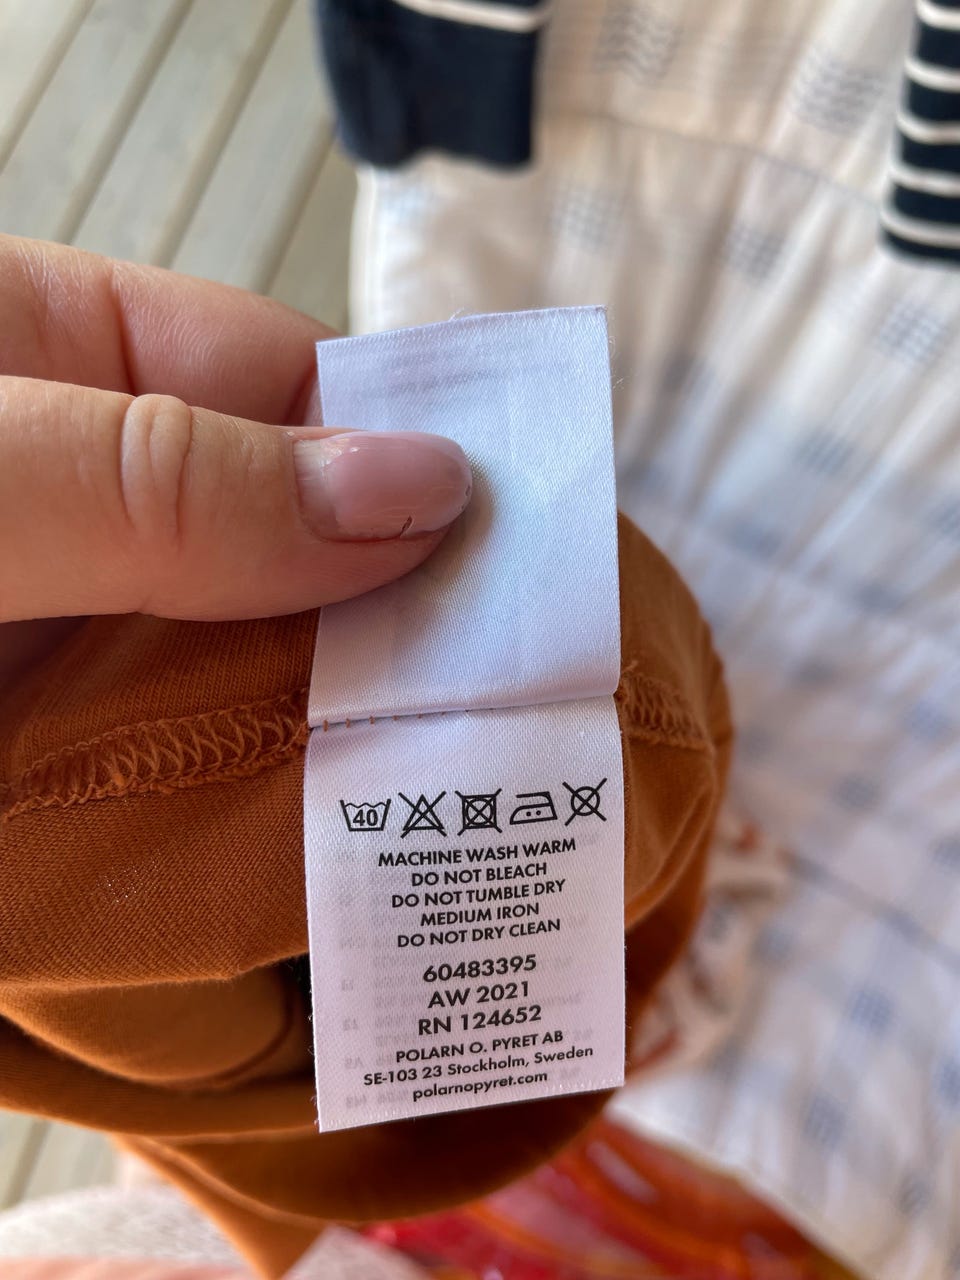 40
MACHINE WASH WARM
DO NOT BLEACH
DO NOT TUMBLE DRY
MEDIUM IRON
DO NOT DRY CLEAN
60483395
AW 2021
RN 124652
POLARN O. PYRET AB
SE-103 23 Stockholm, Sweden
polarnopyret.com